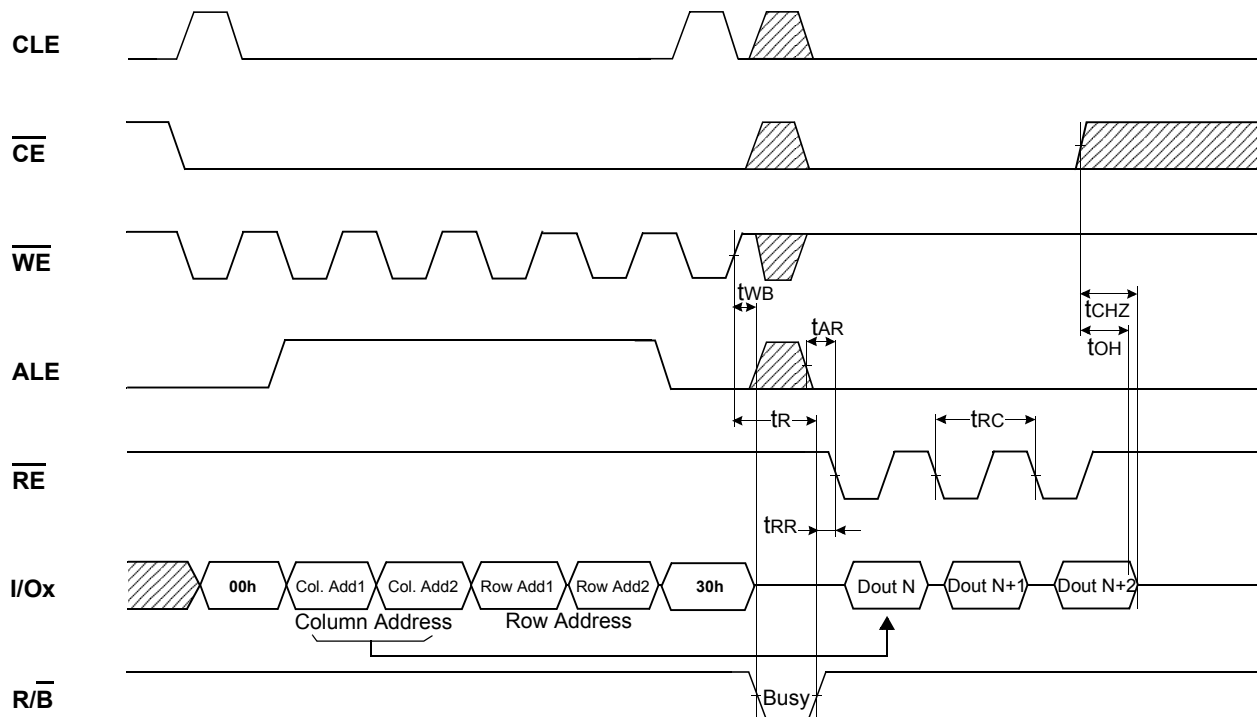 CLE
CE
WE
tWB
tCHZ
tAR
tOH
ALE
tR
tRC
RE
tRR
I/Ox
00h
Col. Add1
Col. Add2
Row Add1
Row Add2
30h
Dout N
Dout N+1
Dout N+2
Column Address
Row Address
R/B
Busy